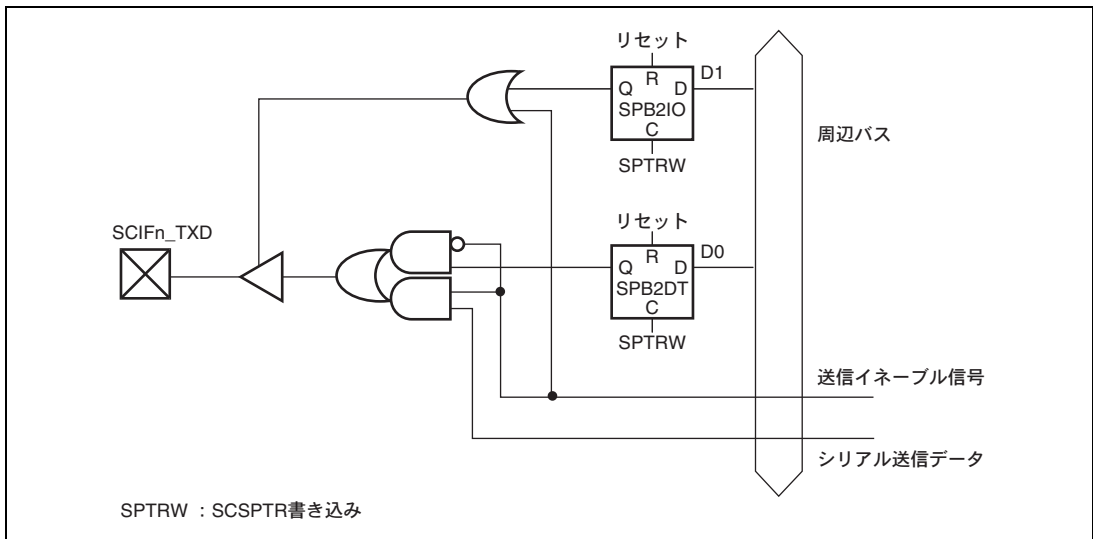 リセット
D1
Q R D
SPB2IO
C
SPTRW
周辺バス
リセット
D0
SCIFn_TXD
Q R D
SPB2DT
C
SPTRW
送信イネーブル信号
シリアル送信データ
SPTRW ：SCSPTR書き込み